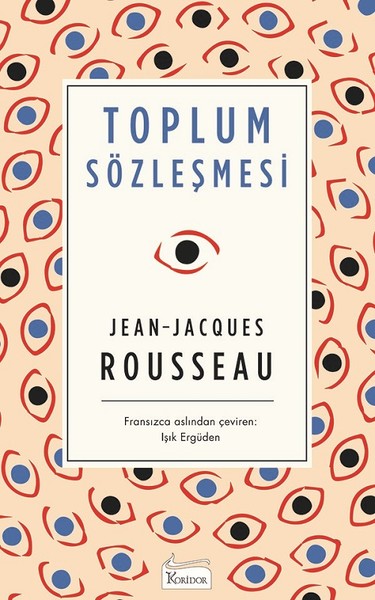 TOPLUM
SÖZLEŞMESİ
JEAN-JACQUES
ROUSSEAU
Fransızca aslından çeviren:
Işık Ergüden
KORİDOR